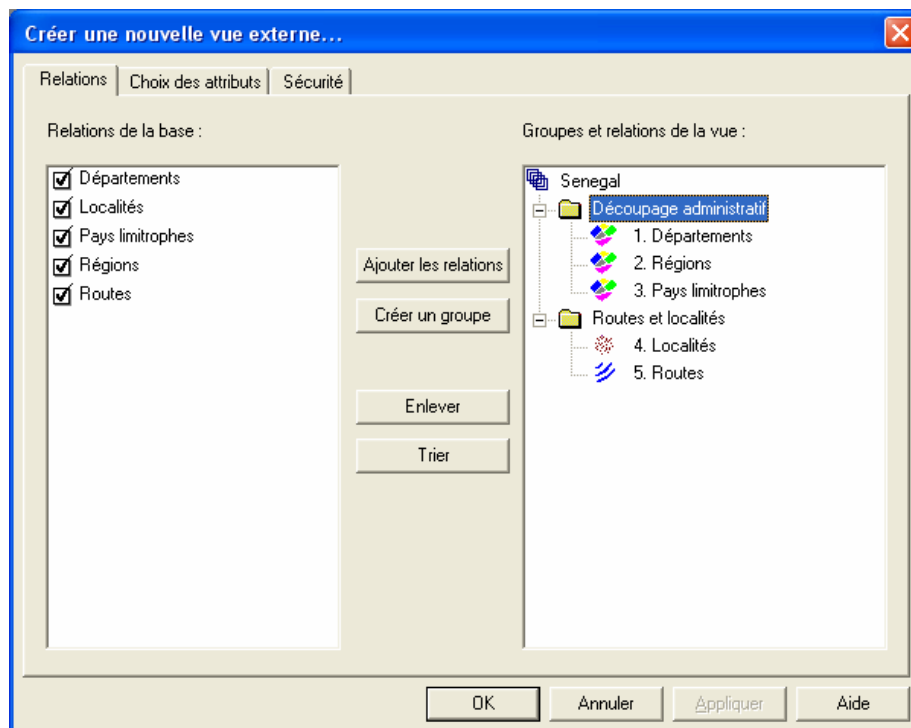 Créer une nouvelle vue externe...
Relations
Choix des attributs
Sécurité
Relations de la base :
Départements
Localités
Pays limitrophes
Régions
Routes
Ajouter les relations
Créer un groupe
Enlever
Trier
Groupes et relations de la vue :
Senegal
Découpage administratif
1. Départements
2. Régions
3. Pays limitrophes
Routes et localités
4. Localités
5. Routes
OK
Annuler
Appliquer
Aide